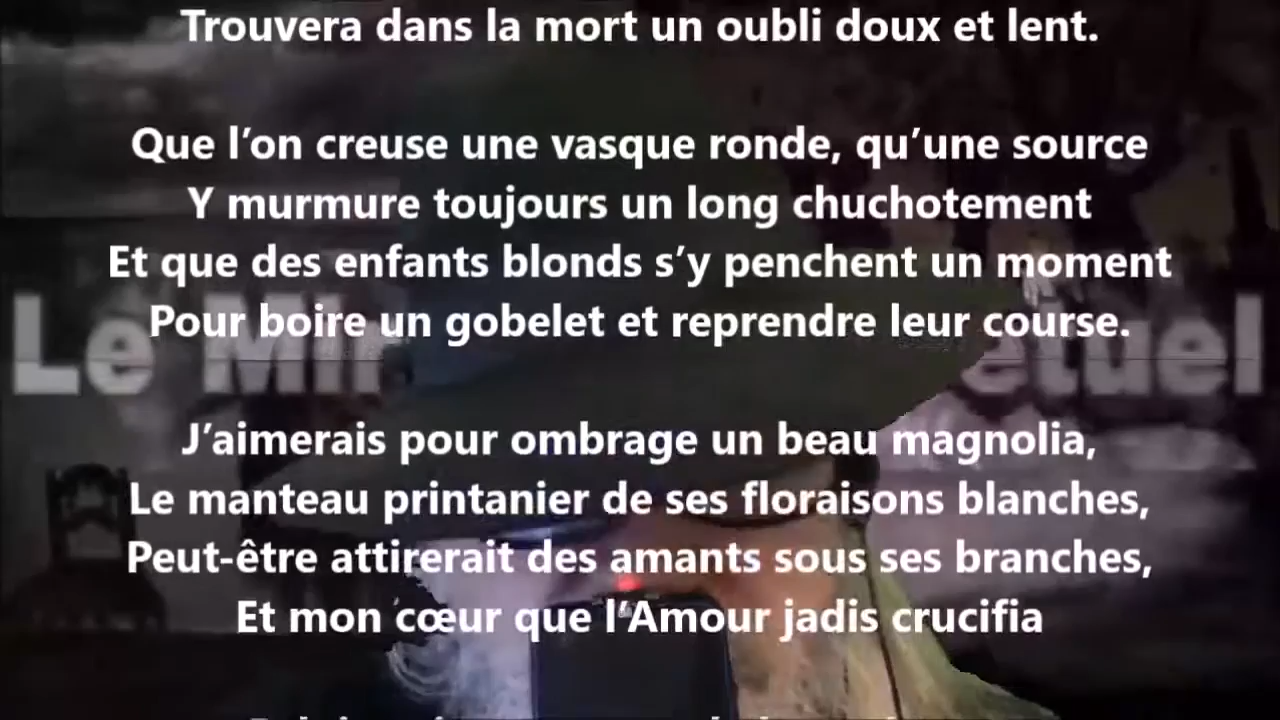 Trouvera dans la mort un oubli doux et lent.
Que l’on creuse une vasque ronde, qu’une source
Y murmure toujours un long chuchotement
Et que des enfants blonds s’y penchent un moment
Pour boire un gobelet et reprendre leur course.
J’aimerais pour ombrage un beau magnolia,
Le manteau printanier de ses floraisons blanches,
Peut-être attirerait des amants sous ses branches,
Et mon cœur que l’Amour jadis crucifia
Le